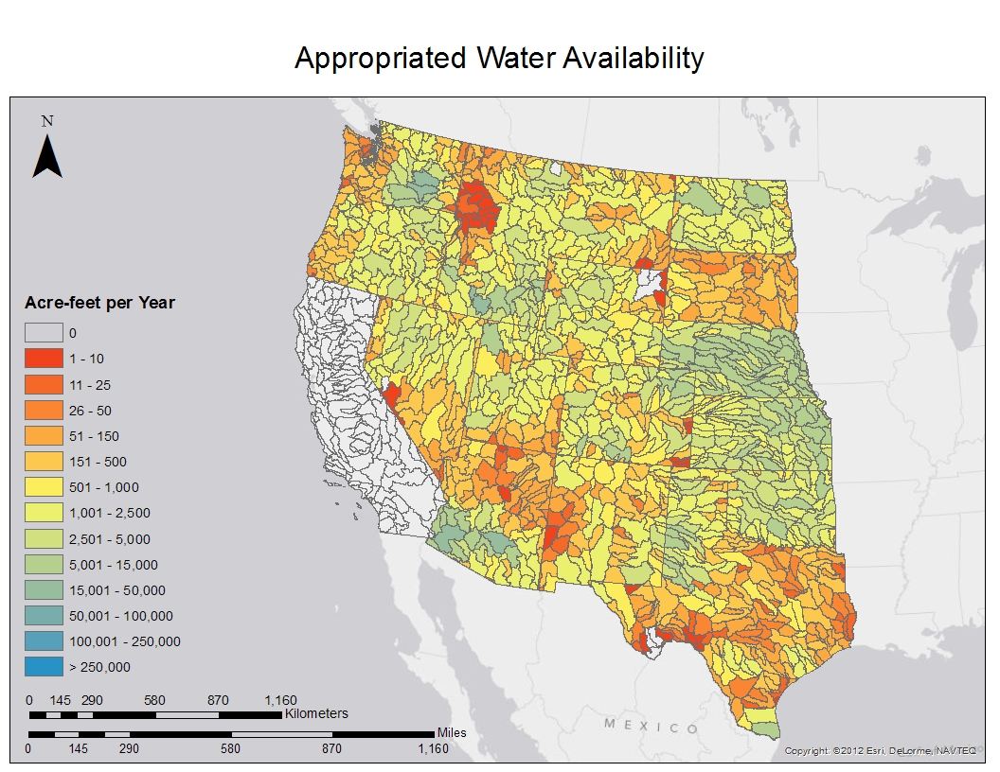 Appropriated Water Availability
N
Acre-feet per Year
0
1 - 10
11 - 25
26 - 50
51 - 150
151 - 500
501 - 1,000
1,001 - 2,500
2,501 - 5,000
5,001 - 15,000
15,001 - 50,000
50,001 - 100,000
100,001 - 250,000
> 250,000
0 145 290 580 870 1,160
Kilometers
Miles
0 145 290 580 870 1,160
MEXICO
Copyright: ©2012 Esri, DeLorme, NAVTEQ